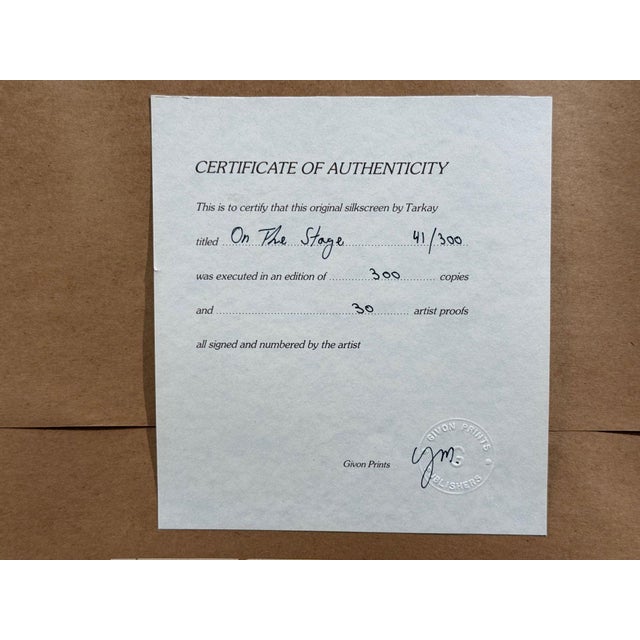 CERTIFICATE OF AUTHENTICITY
This is to certify that this original silkscreen by Tarkay
titled On The Stage 41/300
was executed in an edition of 300 copies
and 30 artist proofs
all signed and numbered by the artist
Givon Prints
GIVON PRINTS
PUBLISHERS